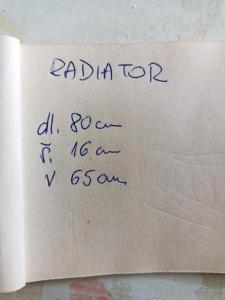 RADIATOR
dl. 80 cm
š. 16 cm
v 65 cm